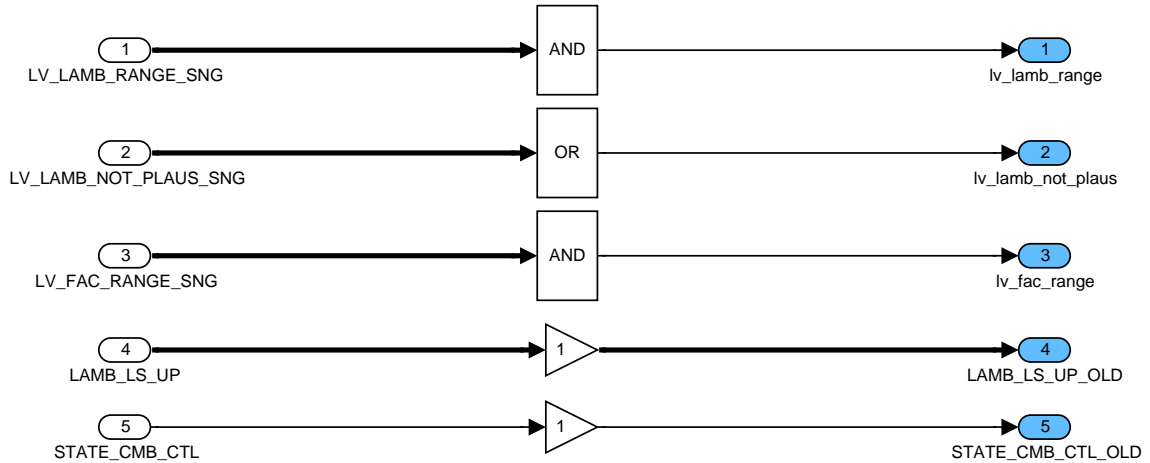 1 AND 1
LV_LAMB_RANGE_SNG lv_lamb_range
2 OR 2
LV_LAMB_NOT_PLAUS_SNG lv_lamb_not_plaus
3 AND 3
LV_FAC_RANGE_SNG lv_fac_range
4 1 4
LAMB_LS_UP LAMB_LS_UP_OLD
5 1 5
STATE_CMB_CTL STATE_CMB_CTL_OLD